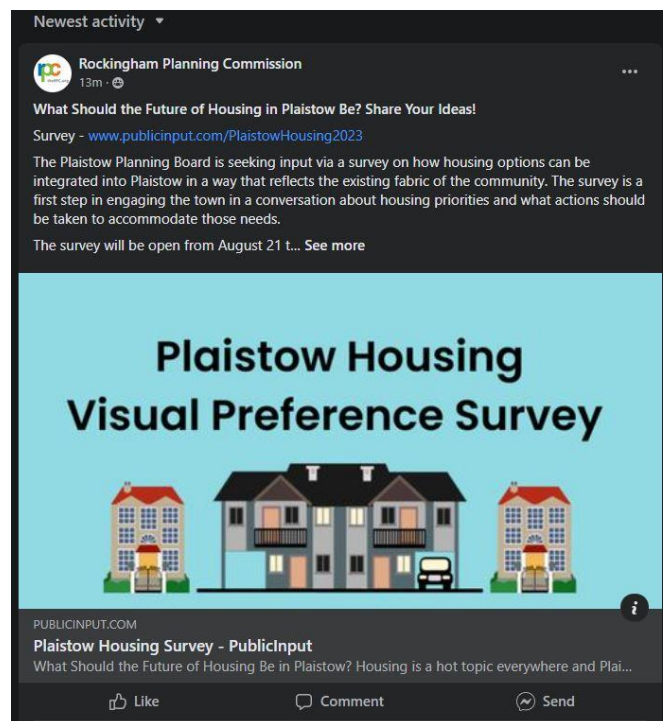 Newest activity
rpc
Rockingham Planning Commission
13m ·
What Should the Future of Housing in Plaistow Be? Share Your Ideas!
Survey - www.publicinput.com/PlaistowHousing2023
The Plaistow Planning Board is seeking input via a survey on how housing options can be
integrated into Plaistow in a way that reflects the existing fabric of the community. The survey is a
first step in engaging the town in a conversation about housing priorities and what actions should
be taken to accommodate those needs.
The survey will be open from August 21 t... See more
Plaistow Housing
Visual Preference Survey
i
PUBLICINPUT.COM
Plaistow Housing Survey - PublicInput
What Should the Future of Housing Be in Plaistow? Housing is a hot topic everywhere and Plai...
Like
Comment
Send